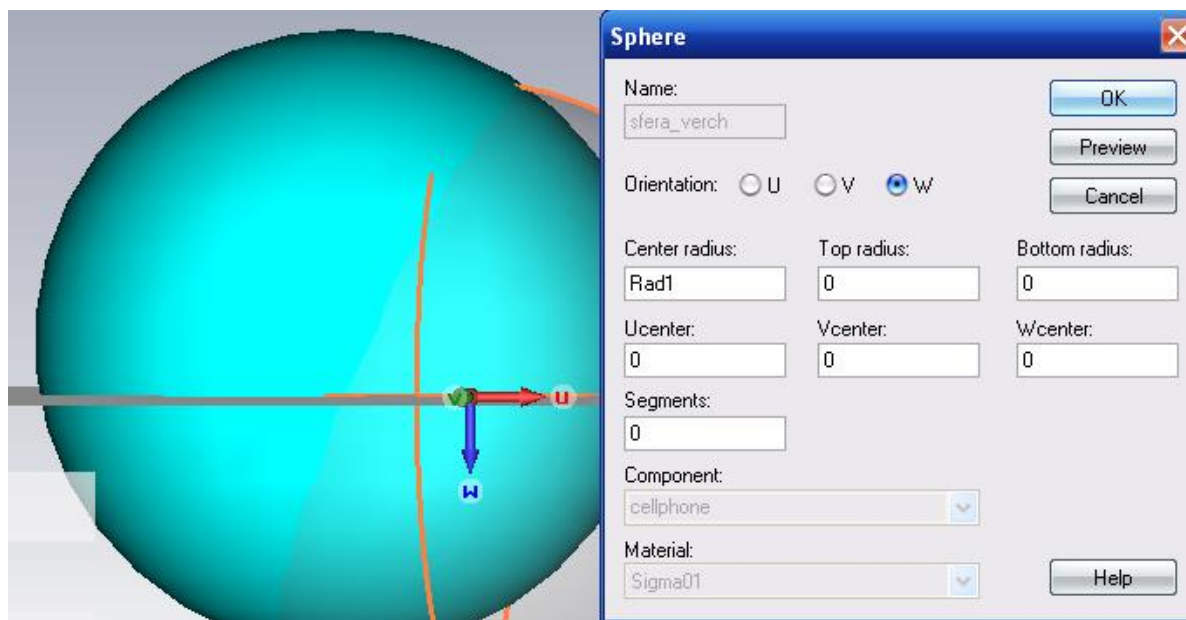 Sphere
Name:
sfera_verch
OK
Preview
Orientation: U V W
Cancel
Center radius: Top radius: Bottom radius:
Rad1 0 0
Ucenter: Vcenter: Wcenter:
0 0 0
Segments:
0
Component:
cellphone
Material:
Sigma01
Help
v u
w